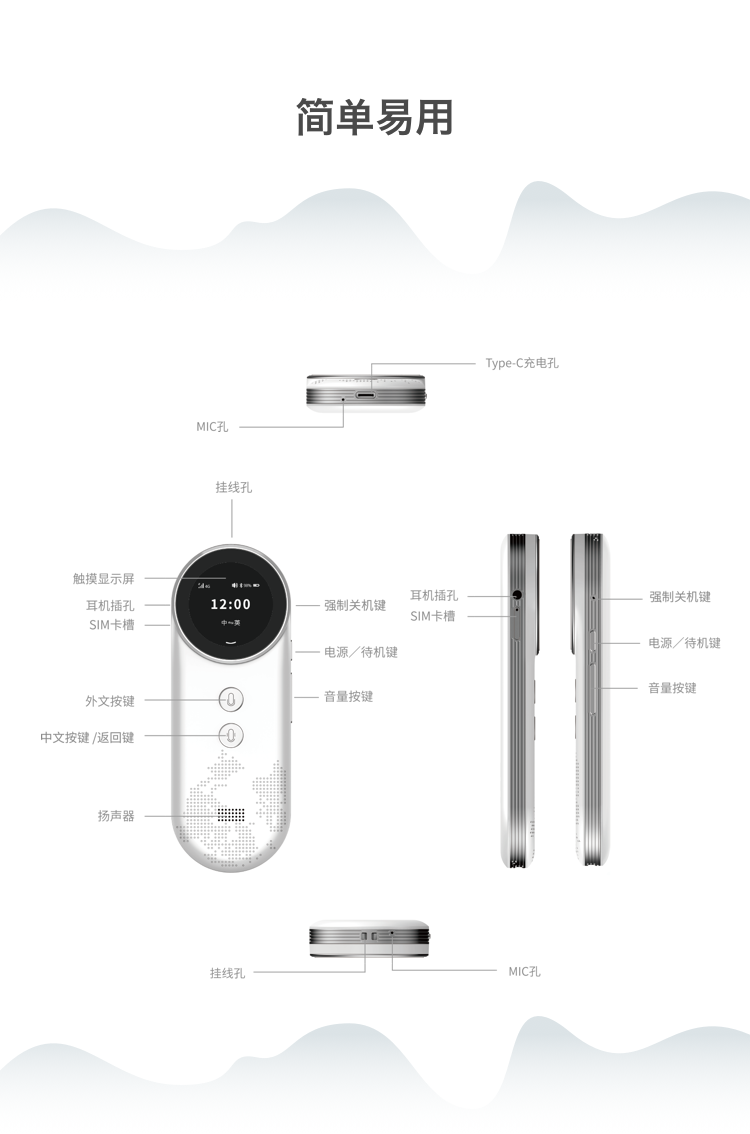 简单易用
Type-C充电孔
MIC孔
挂线孔
触摸显示屏
耳机插孔
SIM卡槽
外文按键
中文按键 /返回键
扬声器
4G
12:00
中⇋英
强制关机键
电源／待机键
音量按键
耳机插孔
SIM卡槽
强制关机键
电源／待机键
音量按键
挂线孔
MIC孔